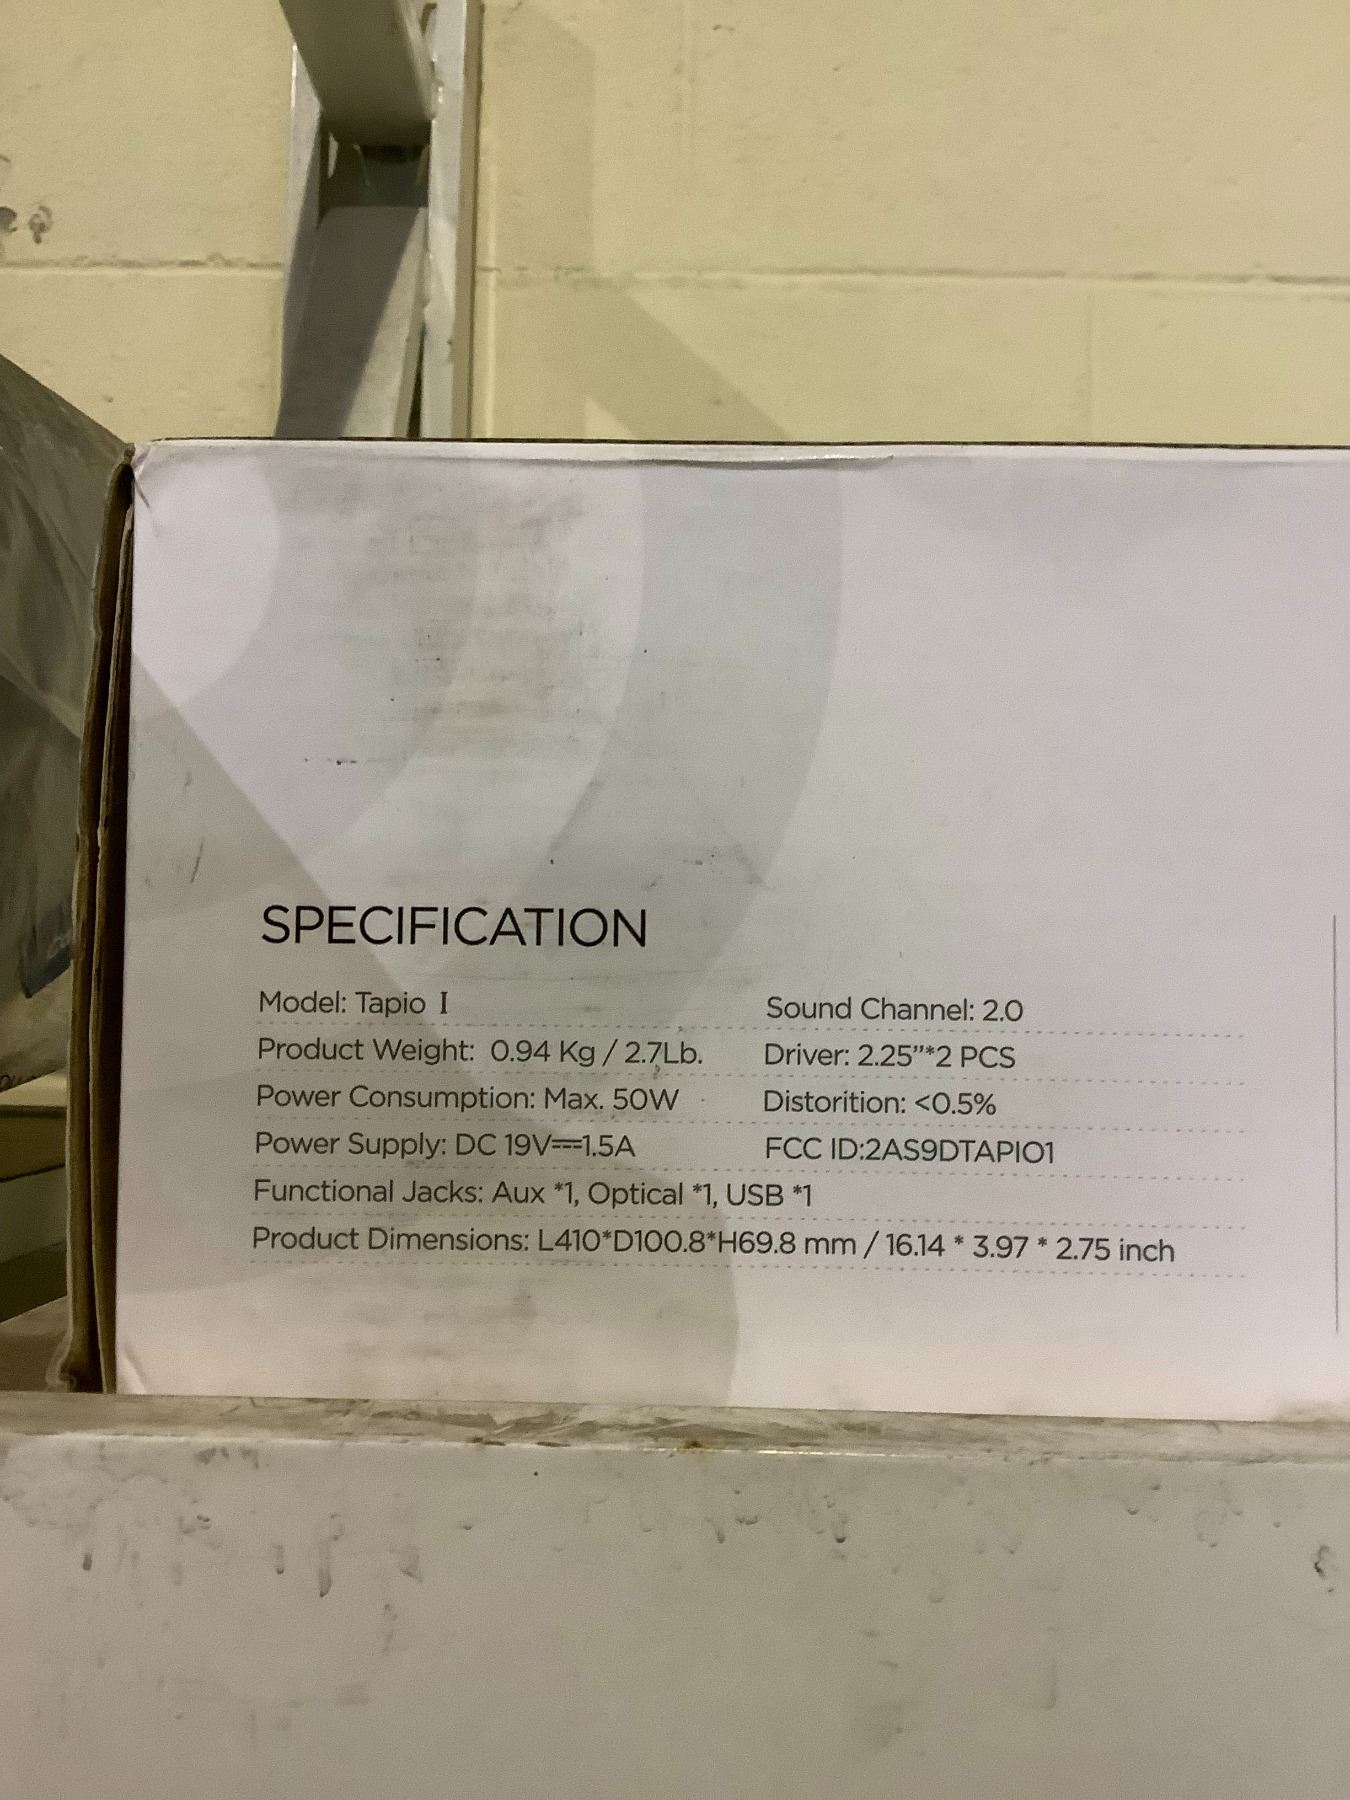 SPECIFICATION
Model: Tapio I
Sound Channel: 2.0
Product Weight: 0.94 Kg / 2.7Lb.
Driver: 2.25”*2 PCS
Power Consumption: Max. 50W
Distorition: <0.5%
Power Supply: DC 19V⎓1.5A
FCC ID:2AS9DTAPIO1
Functional Jacks: Aux *1, Optical *1, USB *1
Product Dimensions: L410*D100.8*H69.8 mm / 16.14 * 3.97 * 2.75 inch